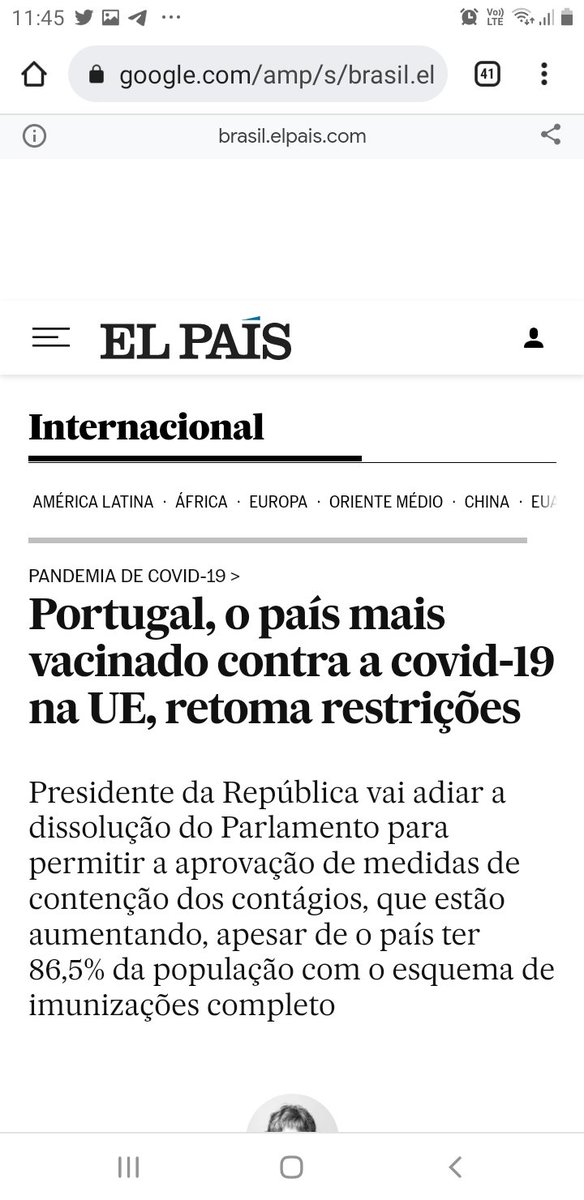 11:45
Vo))
LTE
google.com/amp/s/brasil.el
41
brasil.elpais.com
EL PAÍS
Internacional
AMÉRICA LATINA · ÁFRICA · EUROPA · ORIENTE MÉDIO · CHINA · EUA
PANDEMIA DE COVID-19 >
Portugal, o país mais
vacinado contra a covid-19
na UE, retoma restrições
Presidente da República vai adiar a
dissolução do Parlamento para
permitir a aprovação de medidas de
contenção dos contágios, que estão
aumentando, apesar de o país ter
86,5% da população com o esquema de
imunizações completo